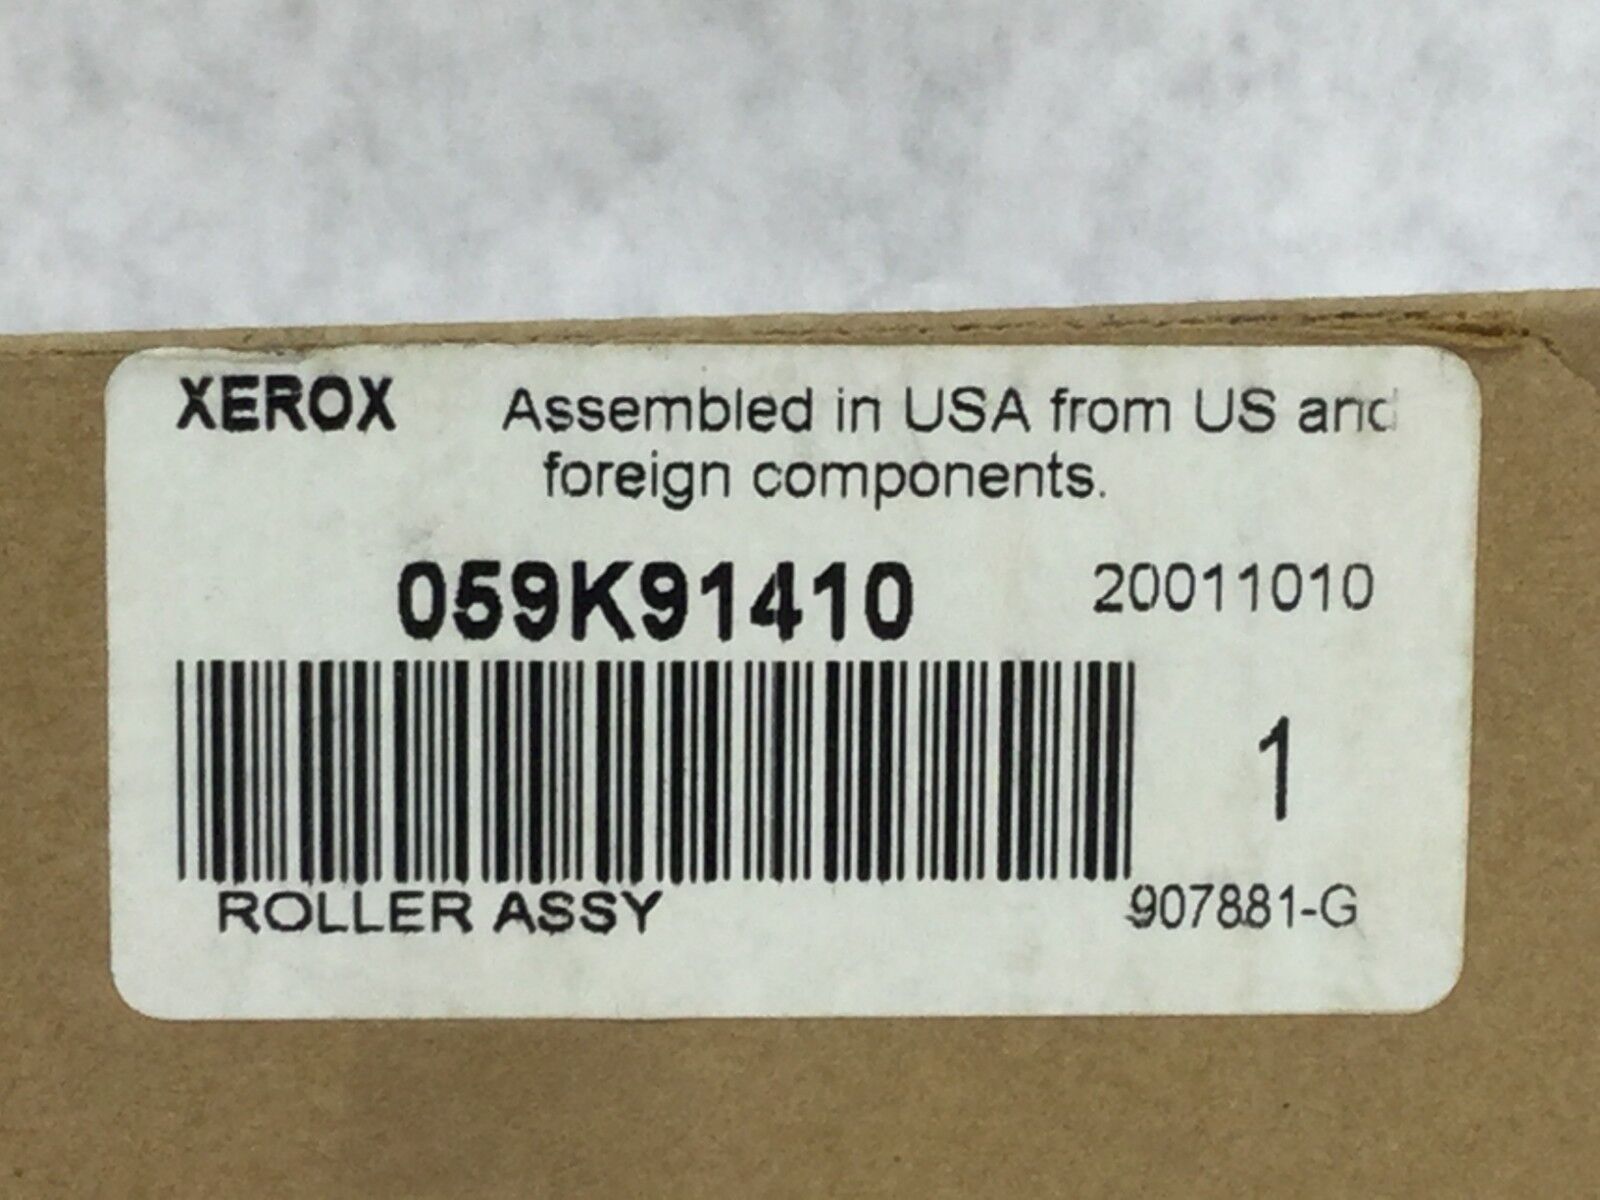 XEROX Assembled in USA from US and
foreign components.
059K91410 20011010
1
ROLLER ASSY 907881-G